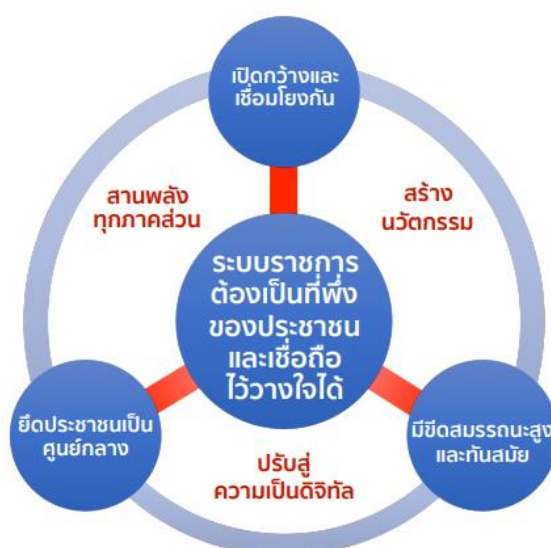 เปิดกว้างและ
เชื่อมโยงกัน
สานพลัง
ทุกภาคส่วน
สร้าง
นวัตกรรม
ระบบราชการ
ต้องเป็นที่พึ่ง
ของประชาชน
และเชื่อถือ
ไว้วางใจได้
ยึดประชาชนเป็น
ศูนย์กลาง
มีขีดสมรรถนะสูง
และทันสมัย
ปรับสู่
ความเป็นดิจิทัล